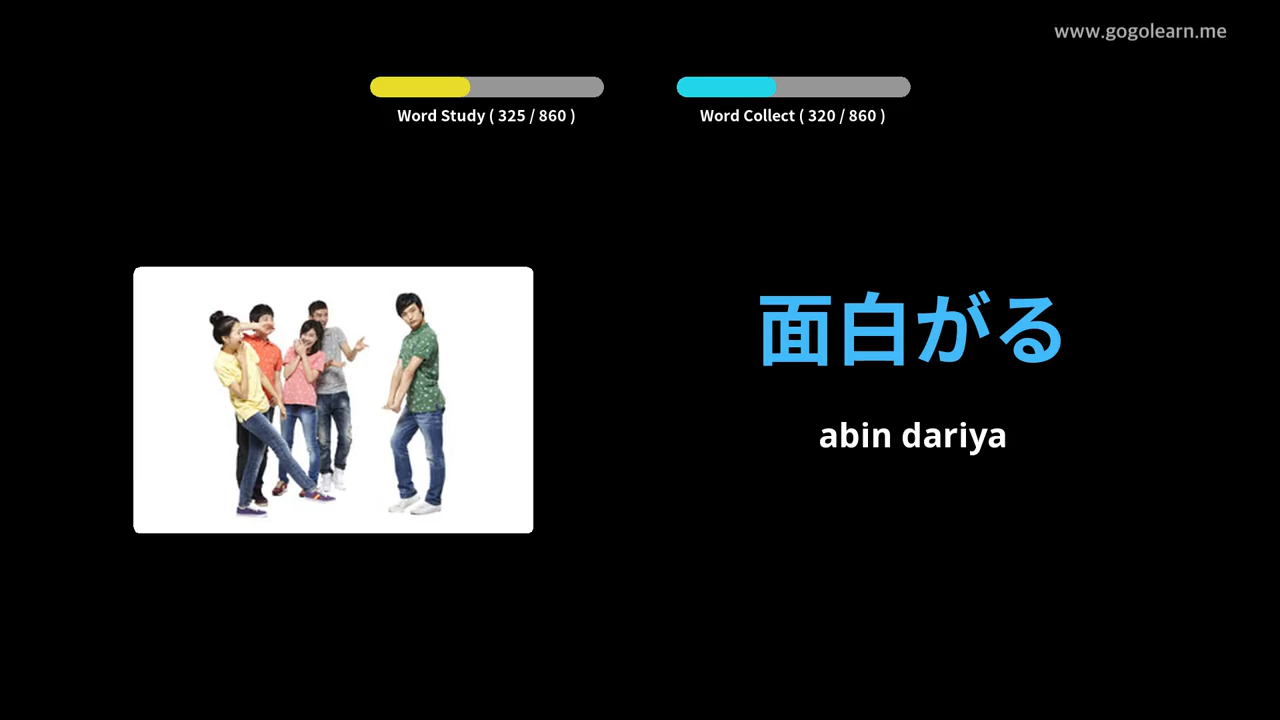 www.gogolearn.me
Word Study ( 325 / 860 )
Word Collect ( 320 / 860 )
面白がる
abin dariya